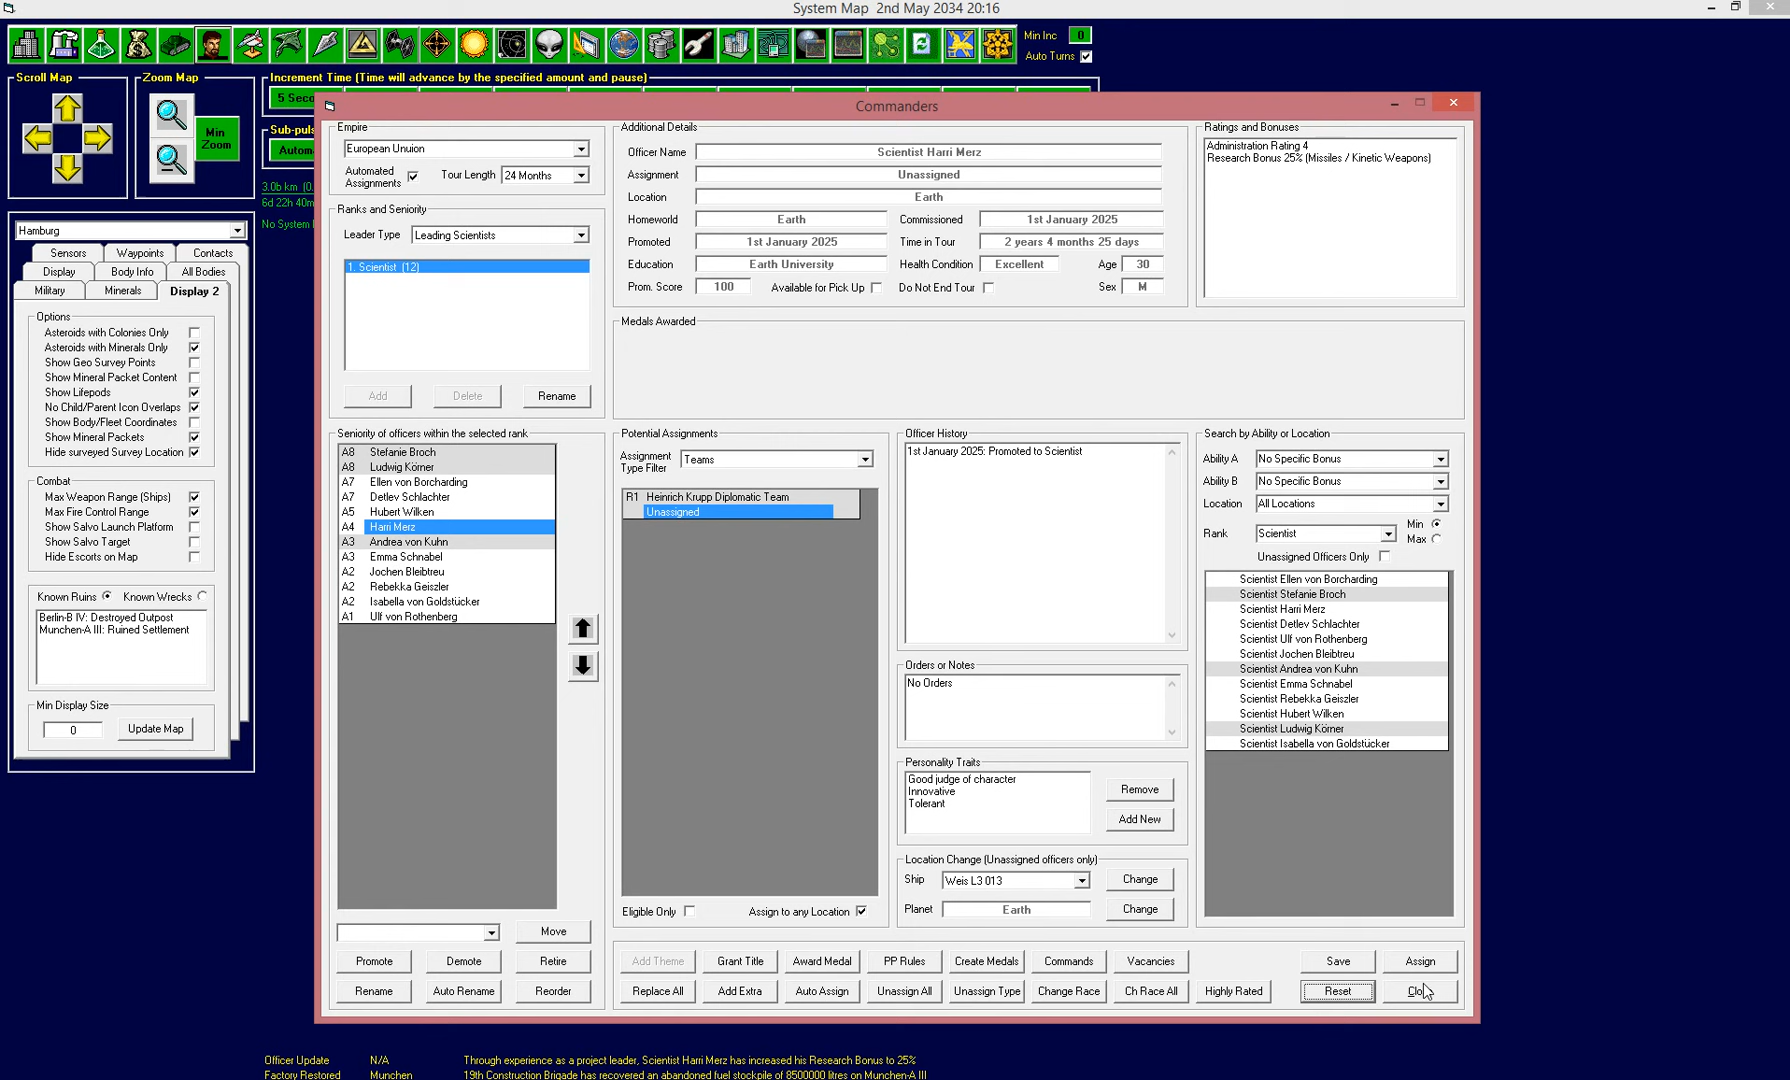 System Map 2nd May 2034 20:16
Min Inc 0
Auto Turns
Scroll Map
Zoom Map
Min Zoom
Increment Time (Time will advance by the specified amount and pause)
5 Seco
Sub-puls
Autom
3.0b km (0.
6d 22h 40m
No System
Hamburg
Sensors Waypoints Contacts
Display Body Info All Bodies
Military Minerals Display 2
Options
Asteroids with Colonies Only
Asteroids with Minerals Only
Show Geo Survey Points
Show Mineral Packet Content
Show Lifepods
No Child/Parent Icon Overlaps
Show Body/Fleet Coordinates
Show Mineral Packets
Hide surveyed Survey Location
Combat
Max Weapon Range (Ships)
Max Fire Control Range
Show Salvo Launch Platform
Show Salvo Target
Hide Escorts on Map
Known Ruins Known Wrecks
Berlin-B IV: Destroyed Outpost
Munchen-A III: Ruined Settlement
Min Display Size
0 Update Map
Commanders
Empire
European Unuion
Automated Assignments Tour Length 24 Months
Ranks and Seniority
Leader Type Leading Scientists
1. Scientist (12)
Add Delete Rename
Seniority of officers within the selected rank
A8 Stefanie Broch
A8 Ludwig Körner
A7 Ellen von Borcharding
A7 Detlev Schlachter
A5 Hubert Wilken
A4 Harri Merz
A3 Andrea von Kuhn
A3 Emma Schnabel
A2 Jochen Bleibtreu
A2 Rebekka Geiszler
A2 Isabella von Goldstücker
A1 Ulf von Rothenberg
Move
Promote Demote Retire
Rename Auto Rename Reorder
Additional Details
Officer Name Scientist Harri Merz
Assignment Unassigned
Location Earth
Homeworld Earth Commissioned 1st January 2025
Promoted 1st January 2025 Time in Tour 2 years 4 months 25 days
Education Earth University Health Condition Excellent Age 30
Prom. Score 100 Available for Pick Up Do Not End Tour Sex M
Medals Awarded
Potential Assignments
Assignment Type Filter Teams
R1 Heinrich Krupp Diplomatic Team
Unassigned
Eligible Only Assign to any Location
Officer History
1st January 2025: Promoted to Scientist
Orders or Notes
No Orders
Personality Traits
Good judge of character
Innovative
Tolerant
Remove
Add New
Location Change (Unassigned officers only)
Ship Weis L3 013 Change
Planet Earth Change
Ratings and Bonuses
Administration Rating 4
Research Bonus 25% (Missiles / Kinetic Weapons)
Search by Ability or Location
Ability A No Specific Bonus
Ability B No Specific Bonus
Location All Locations
Rank Scientist Min
Max
Unassigned Officers Only
Scientist Ellen von Borcharding
Scientist Stefanie Broch
Scientist Harri Merz
Scientist Detlev Schlachter
Scientist Ulf von Rothenberg
Scientist Jochen Bleibtreu
Scientist Andrea von Kuhn
Scientist Emma Schnabel
Scientist Rebekka Geiszler
Scientist Hubert Wilken
Scientist Ludwig Körner
Scientist Isabella von Goldstücker
Add Theme Grant Title Award Medal PP Rules Create Medals Commands Vacancies Save Assign
Replace All Add Extra Auto Assign Unassign All Unassign Type Change Race Ch Race All Highly Rated Reset
Officer Update N/A Through experience as a project leader, Scientist Harri Merz has increased his Research Bonus to 25%
Factory Restored Munchen 19th Construction Brigade has recovered an abandoned fuel stockpile of 8500000 litres on Munchen-A III